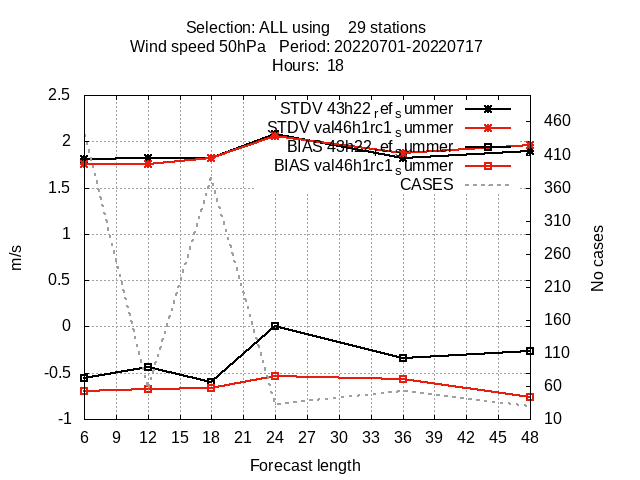 Selection: ALL using    29 stations
Wind speed 50hPa   Period: 20220701-20220717
Hours:  18
2.5
2
1.5
1
0.5
0
-0.5
-1
STDV 43h22_ref_summer
STDV val46h1rc1_summer
BIAS 43h22_ref_summer
BIAS val46h1rc1_summer
CASES
460
410
360
310
260
210
160
110
60
10
6 9 12 15 18 21 24 27 30 33 36 39 42 45 48
m/s
No cases
Forecast length